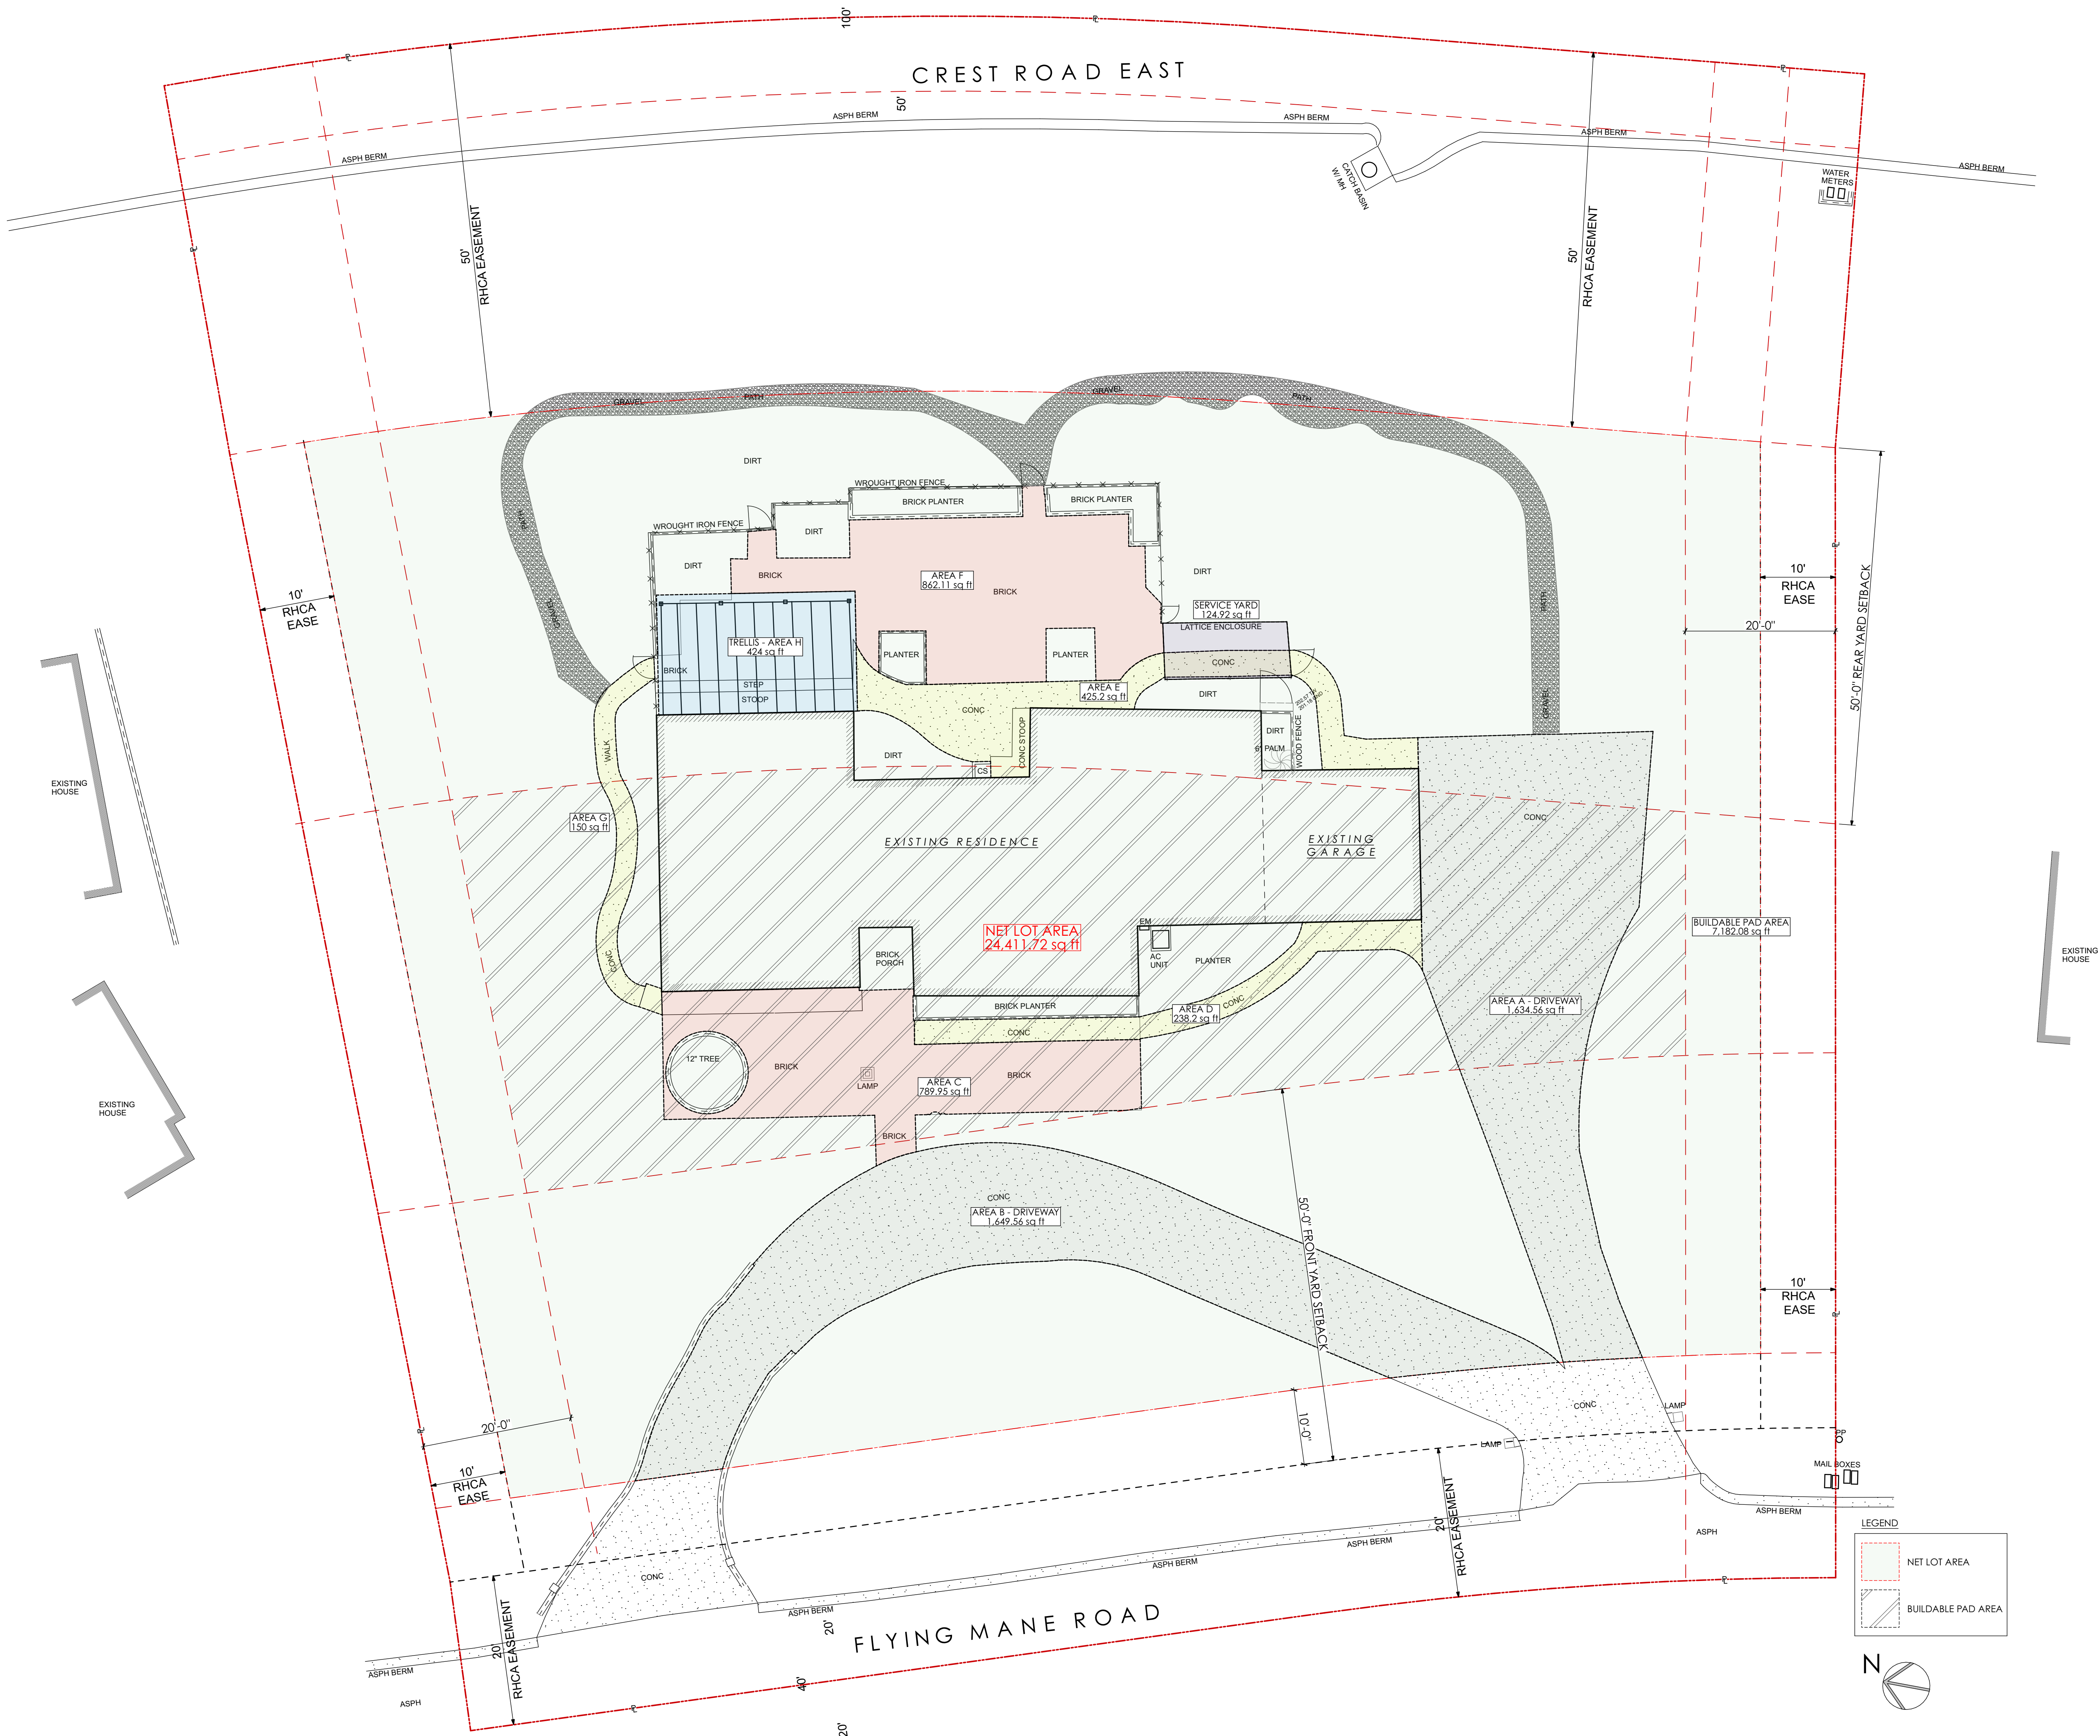 100'
CREST ROAD EAST
50'
ASPH BERM
ASPH BERM
ASPH BERM
ASPH BERM
ASPH BERM
CATCH BASIN
W/ MH
WATER
METERS
50'
RHCA EASEMENT
50'
RHCA EASEMENT
GRAVEL
PATH
GRAVEL
PATH
DIRT
WROUGHT IRON FENCE
BRICK PLANTER
BRICK PLANTER
PATH
WROUGHT IRON FENCE
DIRT
DIRT
BRICK
AREA F
862.11 sq ft
BRICK
DIRT
10'
RHCA
EASE
10'
RHCA
EASE
GRAVEL
PATH
SERVICE YARD
124.92 sq ft
LATTICE ENCLOSURE
20'-0"
50'-0" REAR YARD SETBACK
TRELLIS - AREA H
424 sq ft
PLANTER
PLANTER
CONC
BRICK
STEP
STOOP
AREA E
425.2 sq ft
DIRT
CONC
GRAVEL
CONC STOOP
DIRT
6" PALM
WOOD FENCE
WALK
DIRT
CS
EXISTING
HOUSE
AREA G
150 sq ft
CONC
EXISTING RESIDENCE
EXISTING
GARAGE
EM
NET LOT AREA
24,411.72 sq ft
BUILDABLE PAD AREA
7,182.08 sq ft
BRICK
PORCH
AC
UNIT
PLANTER
CONC
EXISTING
HOUSE
BRICK PLANTER
CONC
AREA D
238.2 sq ft
AREA A - DRIVEWAY
1,634.56 sq ft
CONC
12" TREE
BRICK
LAMP
BRICK
AREA C
789.95 sq ft
EXISTING
HOUSE
BRICK
CONC
AREA B - DRIVEWAY
1,649.56 sq ft
50'-0" FRONT YARD SETBACK
10'
RHCA
EASE
20'-0"
10'-0"
CONC
LAMP
LAMP
PP
10'
RHCA
EASE
MAIL BOXES
20'
RHCA EASEMENT
ASPH BERM
ASPH
ASPH BERM
ASPH BERM
CONC
ASPH BERM
20'
RHCA EASEMENT
20'
FLYING MANE ROAD
ASPH BERM
ASPH
40'
20'
LEGEND
NET LOT AREA
BUILDABLE PAD AREA
N